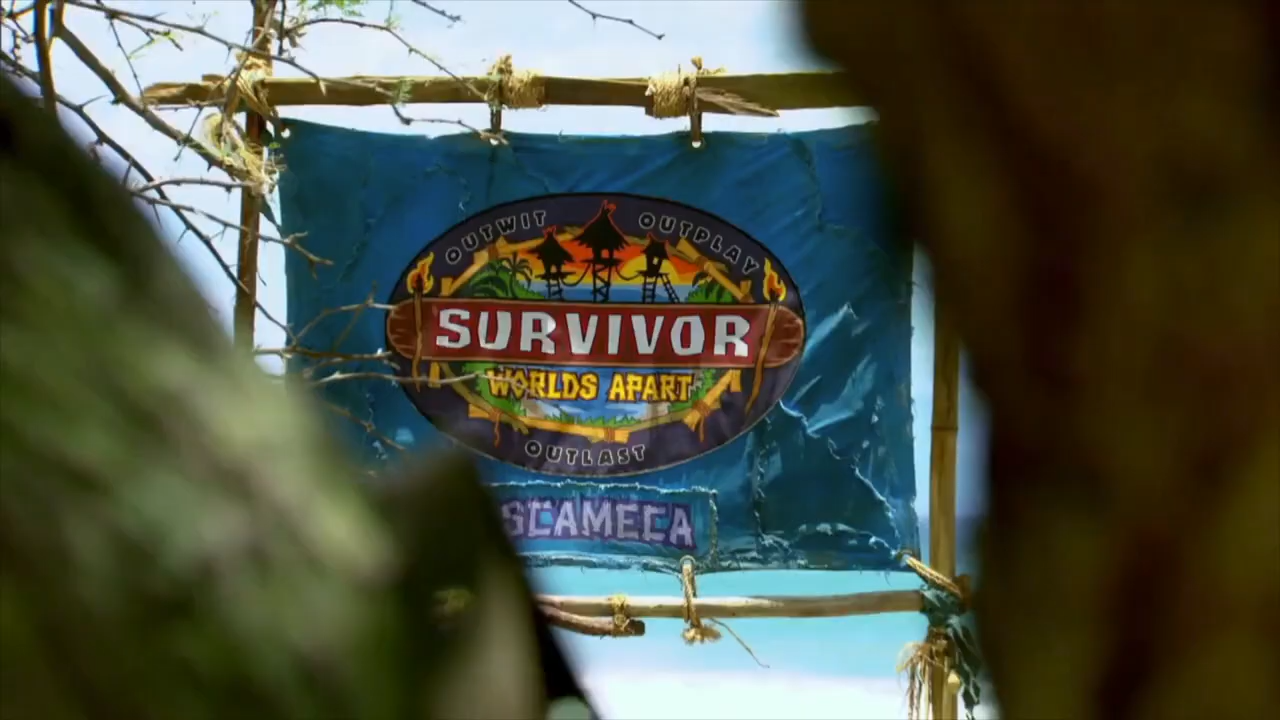 OUTWIT OUTPLAY
SURVIVOR
WORLDS APART
OUTLAST
SCAMECA